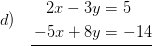 d) 2x − 3y = 5
−5x + 8y = −14